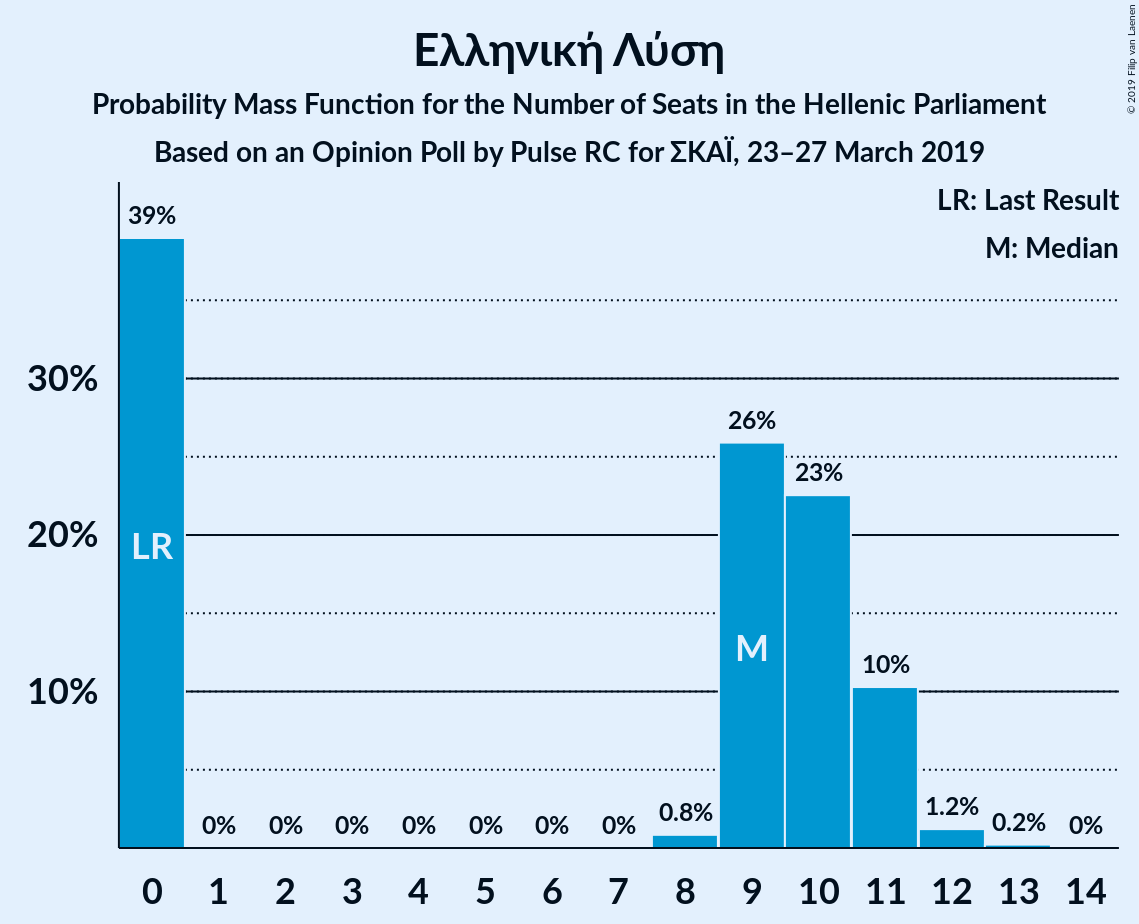 Ελληνική Λύση
Probability Mass Function for the Number of Seats in the Hellenic Parliament
Based on an Opinion Poll by Pulse RC for ΣΚΑΪ, 23–27 March 2019
© 2019 Filip van Laenen
LR: Last Result
M: Median
39%
30%
26%
23%
20%
LR
M
10%
10%
0% 0% 0% 0% 0% 0% 0% 0.8% 1.2% 0.2% 0%
0 1 2 3 4 5 6 7 8 9 10 11 12 13 14